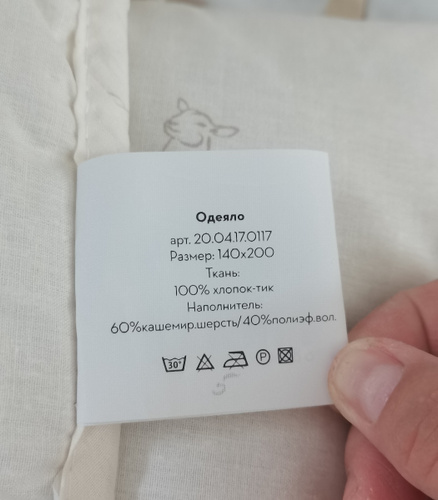 Одеяло
арт. 20.04.17.0117
Размер: 140х200
Ткань:
100% хлопок-тик
Наполнитель:
60%кашемир.шерсть/40%полиэф.вол.
30° P